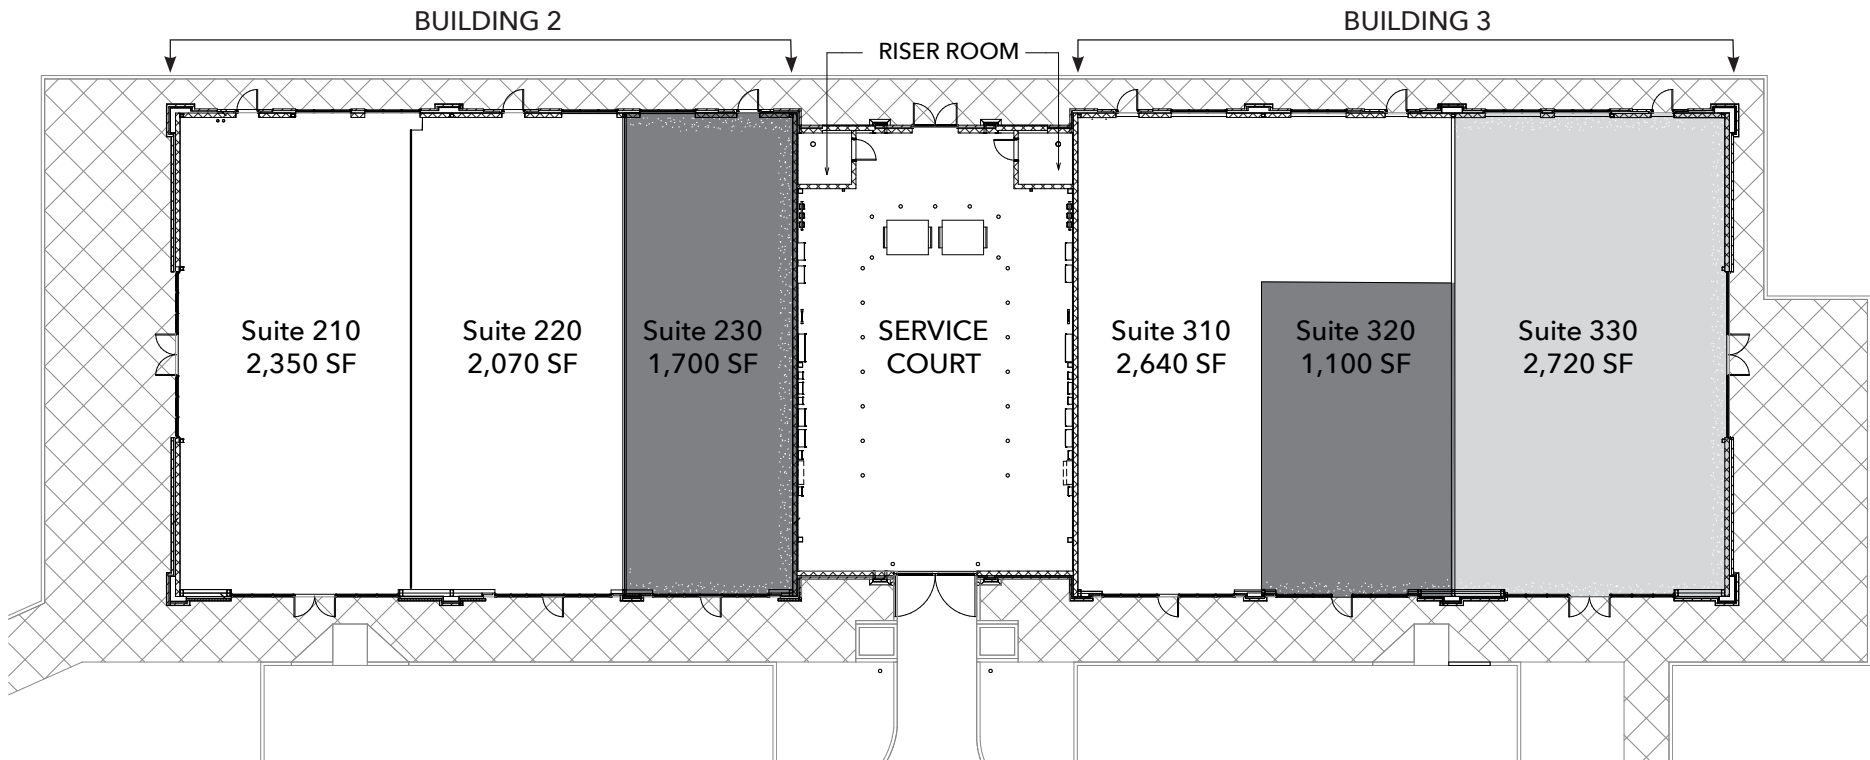 BUILDING 2
BUILDING 3
RISER ROOM
Suite 210
2,350 SF
Suite 220
2,070 SF
Suite 230
1,700 SF
SERVICE
COURT
Suite 310
2,640 SF
Suite 320
1,100 SF
Suite 330
2,720 SF